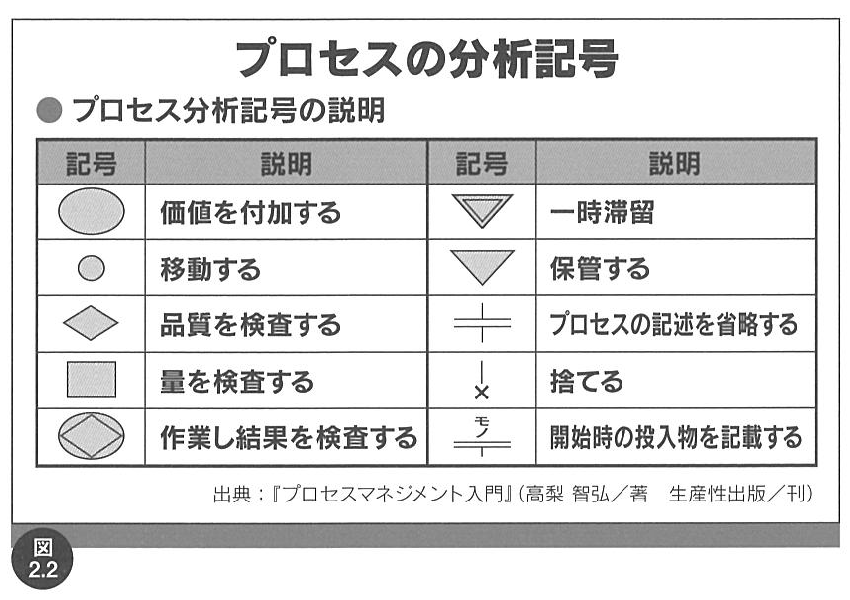 プロセスの分析記号
● プロセス分析記号の説明
記号 説明 記号 説明
価値を付加する 一時滞留
移動する 保管する
品質を検査する プロセスの記述を省略する
量を検査する 捨てる
作業し結果を検査する モノ 開始時の投入物を記載する
出典：『プロセスマネジメント入門』（高梨 智弘／著　生産性出版／刊）
図
2.2